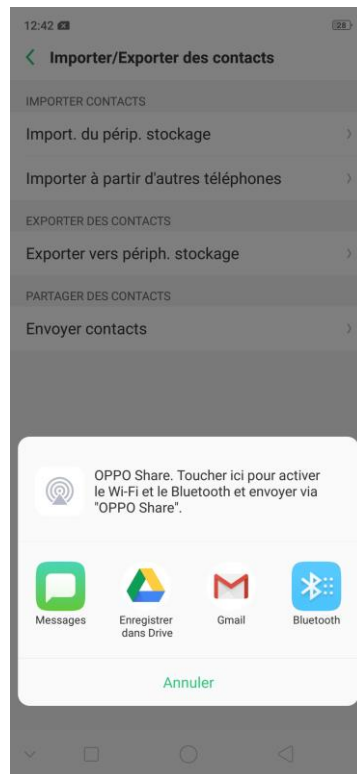 12:42
28
Importer/Exporter des contacts
IMPORTER CONTACTS
Import. du périp. stockage
Importer à partir d'autres téléphones
EXPORTER DES CONTACTS
Exporter vers périph. stockage
PARTAGER DES CONTACTS
Envoyer contacts
OPPO Share. Toucher ici pour activer
le Wi-Fi et le Bluetooth et envoyer via
"OPPO Share".
Messages
Enregistrer
dans Drive
Gmail
Bluetooth
Annuler